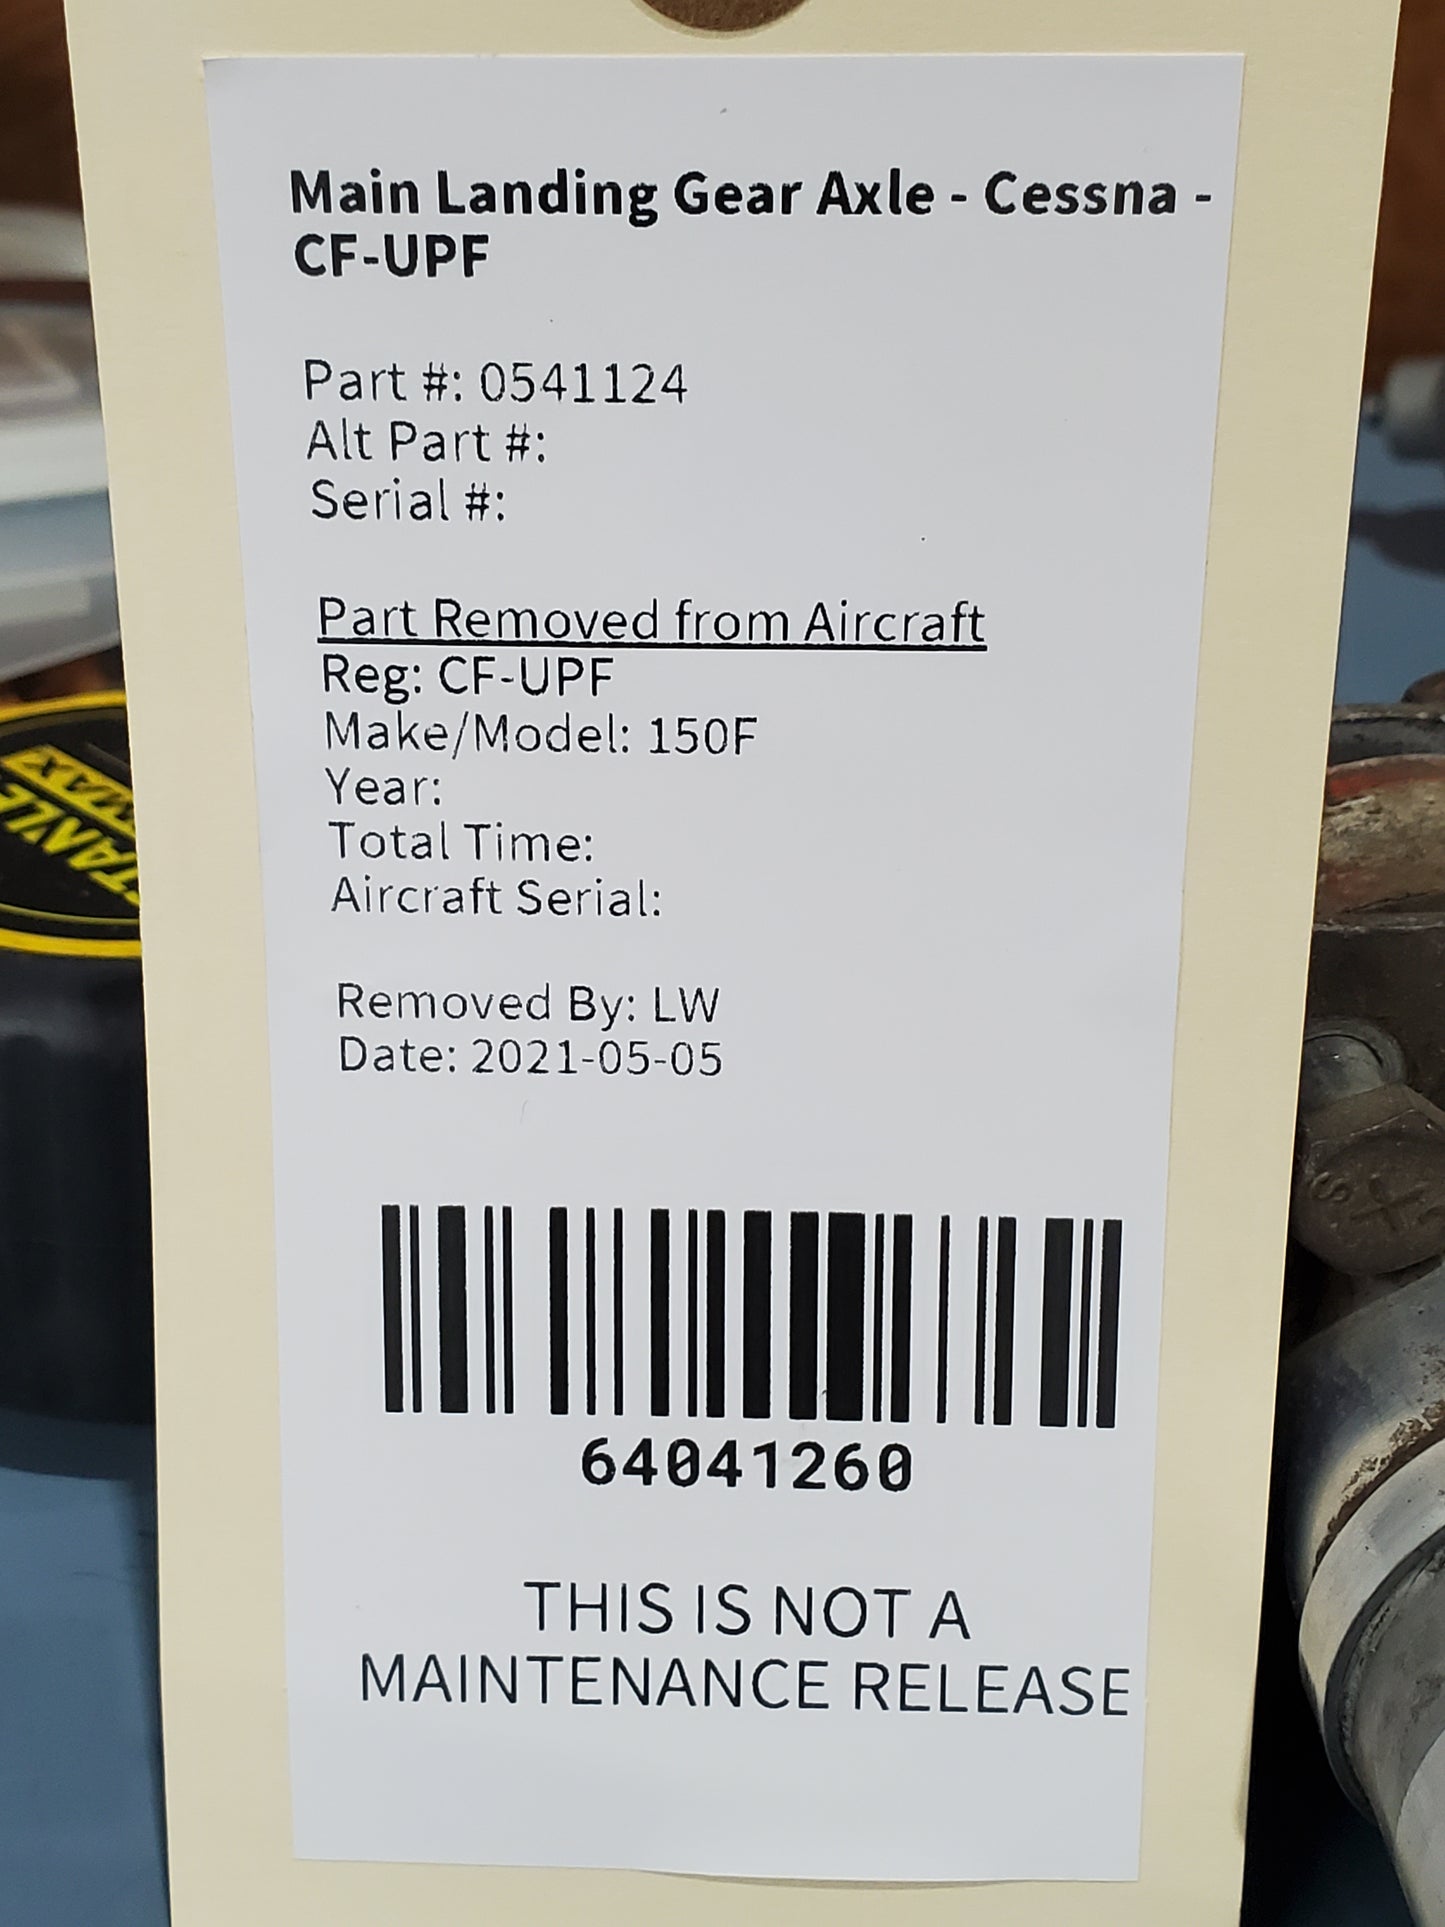 Main Landing Gear Axle - Cessna -
CF-UPF
Part #: 0541124
Alt Part #:
Serial #:
Part Removed from Aircraft
Reg: CF-UPF
Make/Model: 150F
Year:
Total Time:
Aircraft Serial:
Removed By: LW
Date: 2021-05-05
64041260
THIS IS NOT A
MAINTENANCE RELEASE